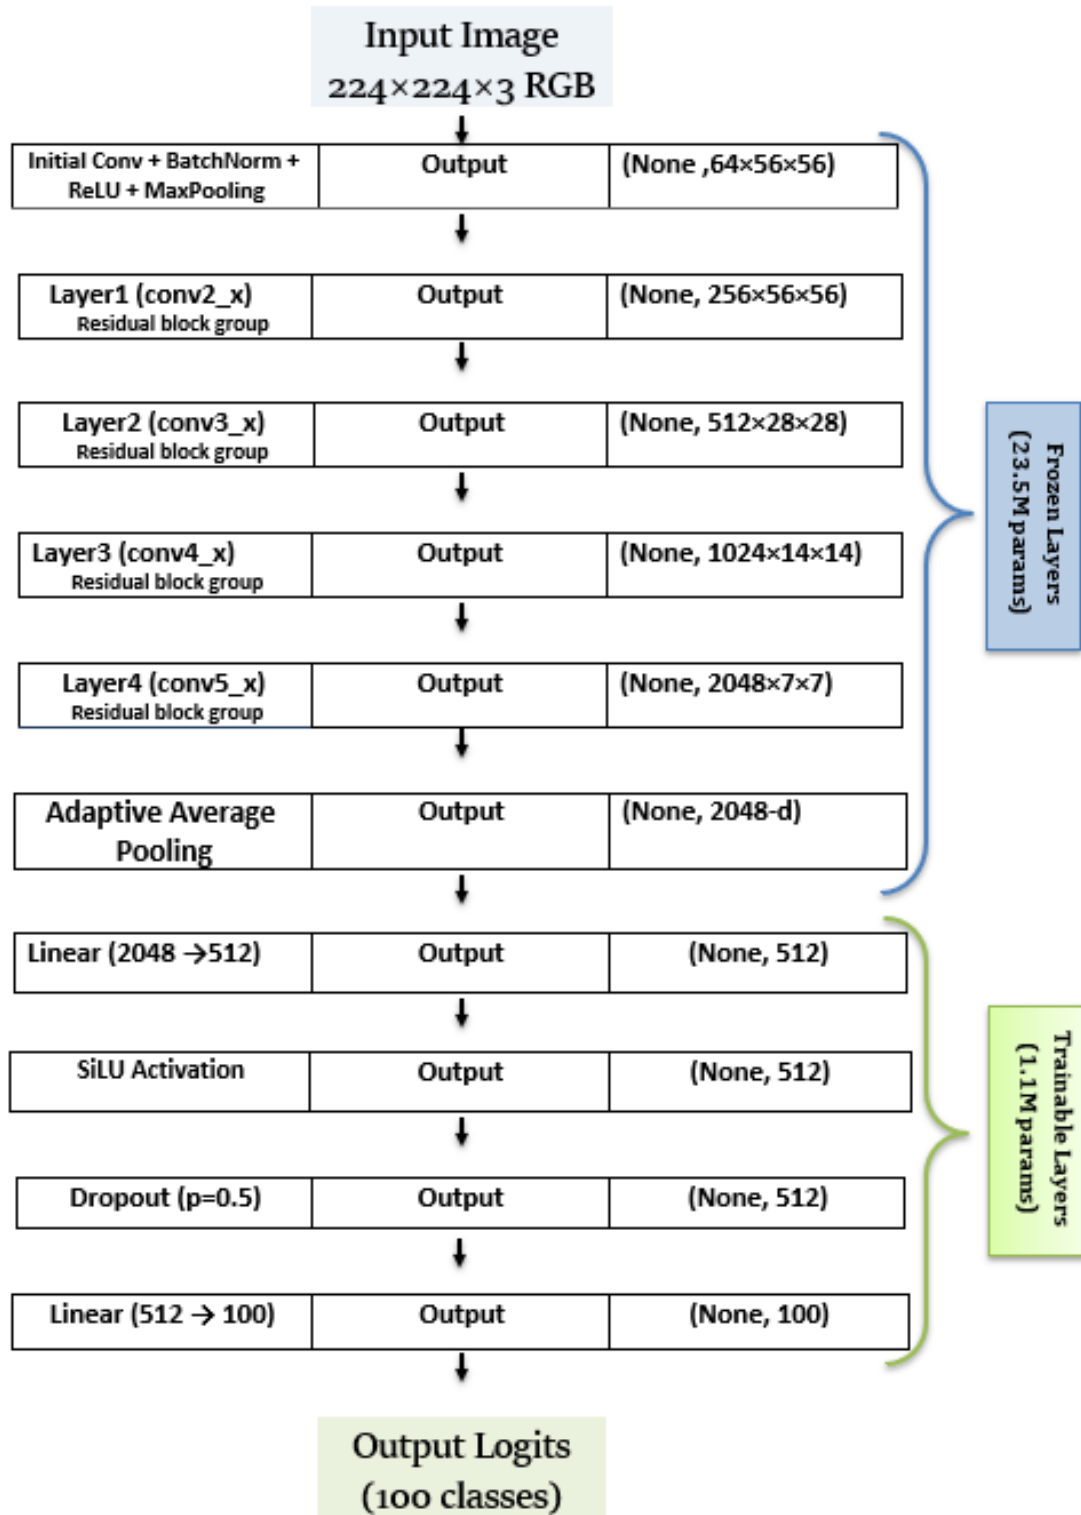 Input Image
224×224×3 RGB
Initial Conv + BatchNorm +
ReLU + MaxPooling
Output
(None ,64×56×56)
Layer1 (conv2_x)
Residual block group
Output
(None, 256×56×56)
Layer2 (conv3_x)
Residual block group
Output
(None, 512×28×28)
Layer3 (conv4_x)
Residual block group
Output
(None, 1024×14×14)
Layer4 (conv5_x)
Residual block group
Output
(None, 2048×7×7)
Adaptive Average
Pooling
Output
(None, 2048-d)
Frozen Layers
(23.5M params)
Linear (2048 →512)
Output
(None, 512)
SiLU Activation
Output
(None, 512)
Dropout (p=0.5)
Output
(None, 512)
Linear (512 → 100)
Output
(None, 100)
Trainable Layers
(1.1M params)
Output Logits
(100 classes)